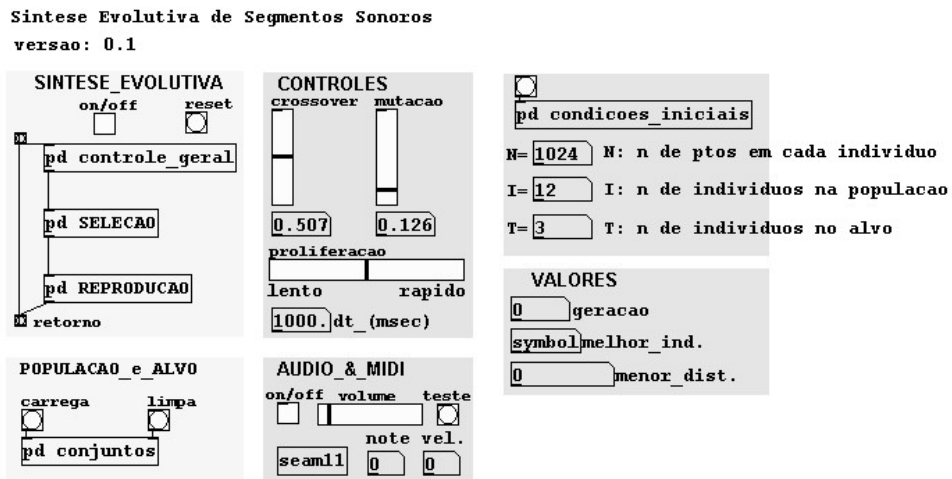 Sintese Evolutiva de Segmentos Sonoros
versao: 0.1
SINTESE_EVOLUTIVA
on/off reset
pd controle_geral
pd SELECAO
pd REPRODUCAO
retorno
CONTROLES
crossover mutacao
0.507 0.126
proliferacao
lento rapido
1000. dt_(msec)
pd condicoes_iniciais
N= 1024 N: n de ptos em cada individuo
I= 12 I: n de individuos na populacao
T= 3 T: n de individuos no alvo
VALORES
0 geracao
symbol melhor_ind.
0 menor_dist.
POPULACAO_e_ALVO
carrega limpa
pd conjuntos
AUDIO_&_MIDI
on/off volume teste
note vel.
seam11 0 0